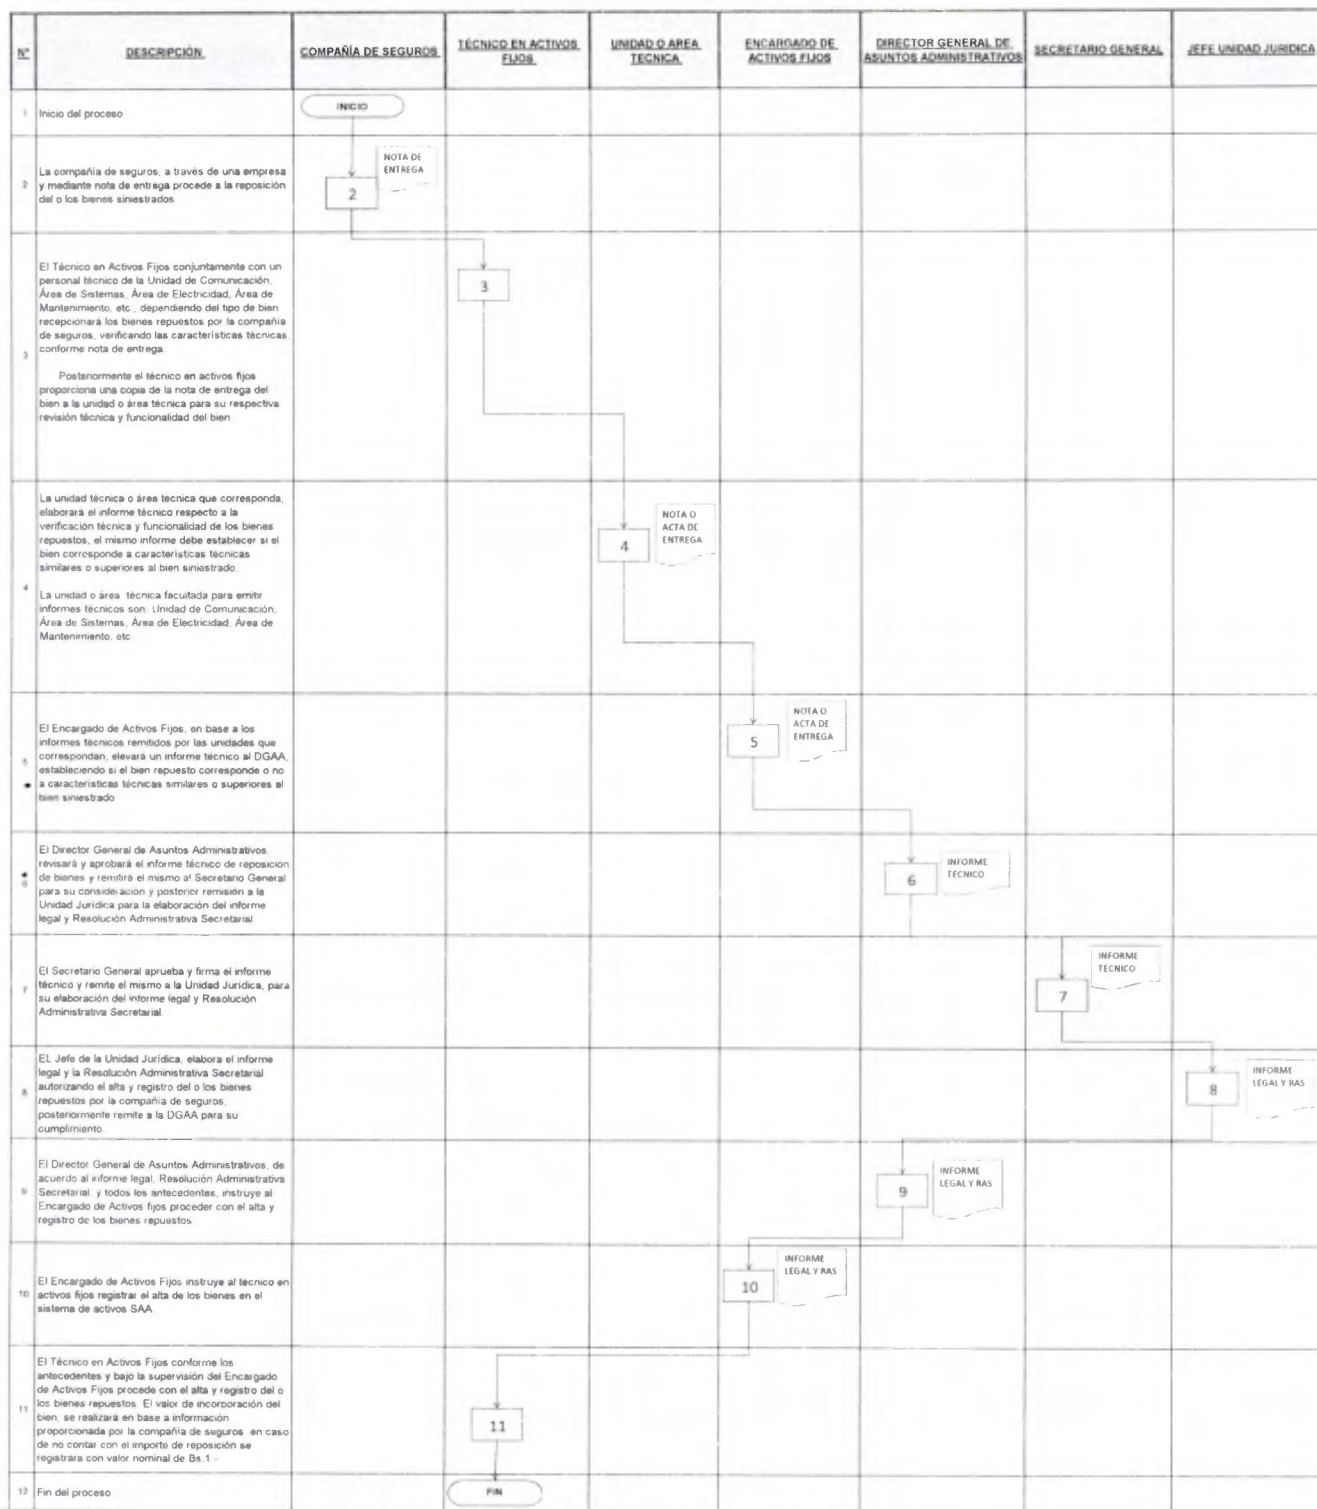 N°
DESCRIPCIÓN
COMPAÑÍA DE SEGUROS
TÉCNICO EN ACTIVOS
FIJOS
UNIDAD O AREA
TECNICA
ENCARGADO DE
ACTIVOS FIJOS
DIRECTOR GENERAL DE
ASUNTOS ADMINISTRATIVOS
SECRETARIO GENERAL
JEFE UNIDAD JURIDICA
1
Inicio del proceso
INICIO
2
La compañía de seguros, a través de una empresa
y mediante nota de entrega procede a la reposición
del o los bienes siniestrados
2
NOTA DE
ENTREGA
3
El Técnico en Activos Fijos conjuntamente con un
personal técnico de la Unidad de Comunicación,
Área de Sistemas, Área de Electricidad, Área de
Mantenimiento, etc., dependiendo del tipo de bien
recepcionará los bienes repuestos por la compañía
de seguros, verificando las características técnicas,
conforme nota de entrega.
Posteriormente el técnico en activos fijos
proporciona una copia de la nota de entrega del
bien a la unidad o área técnica para su respectiva
revisión técnica y funcionalidad del bien
3
4
La unidad técnica o área técnica que corresponda,
elaborará el informe técnico respecto a la
verificación técnica y funcionalidad de los bienes
repuestos, el mismo informe debe establecer si el
bien corresponde a características técnicas
similares o superiores al bien siniestrado.
La unidad o área técnica facultada para emitir
informes técnicos son: Unidad de Comunicación,
Área de Sistemas, Área de Electricidad, Área de
Mantenimiento, etc
4
NOTA O
ACTA DE
ENTREGA
5
El Encargado de Activos Fijos, en base a los
informes técnicos remitidos por las unidades que
correspondan, elevará un informe técnico al DGAA,
estableciendo si el bien repuesto corresponde o no
a características técnicas similares o superiores al
bien siniestrado
5
NOTA O
ACTA DE
ENTREGA
6
El Director General de Asuntos Administrativos,
revisará y aprobará el informe técnico de reposición
de bienes y remitirá el mismo al Secretario General
para su consideración y posterior remisión a la
Unidad Jurídica para la elaboración del informe
legal y Resolución Administrativa Secretarial
6
INFORME
TECNICO
7
El Secretario General aprueba y firma el informe
técnico y remite el mismo a la Unidad Jurídica, para
su elaboración del informe legal y Resolución
Administrativa Secretarial.
7
INFORME
TECNICO
8
EL Jefe de la Unidad Jurídica, elabora el informe
legal y la Resolución Administrativa Secretarial
autorizando el alta y registro del o los bienes
repuestos por la compañía de seguros,
posteriormente remite a la DGAA para su
cumplimiento.
8
INFORME
LEGAL Y RAS
9
El Director General de Asuntos Administrativos, de
acuerdo al informe legal, Resolución Administrativa
Secretarial, y todos los antecedentes, instruye al
Encargado de Activos fijos proceder con el alta y
registro de los bienes repuestos
9
INFORME
LEGAL Y RAS
10
El Encargado de Activos Fijos instruye al técnico en
activos fijos registrar el alta de los bienes en el
sistema de activos SAA
10
INFORME
LEGAL Y RAS
11
El Técnico en Activos Fijos conforme los
antecedentes y bajo la supervisión del Encargado
de Activos Fijos procede con el alta y registro del o
los bienes repuestos. El valor de incorporación del
bien, se realizará en base a información
proporcionada por la compañía de seguros en caso
de no contar con el importe de reposición se
registrara con valor nominal de Bs.1 -
11
12
Fin del proceso
FIN